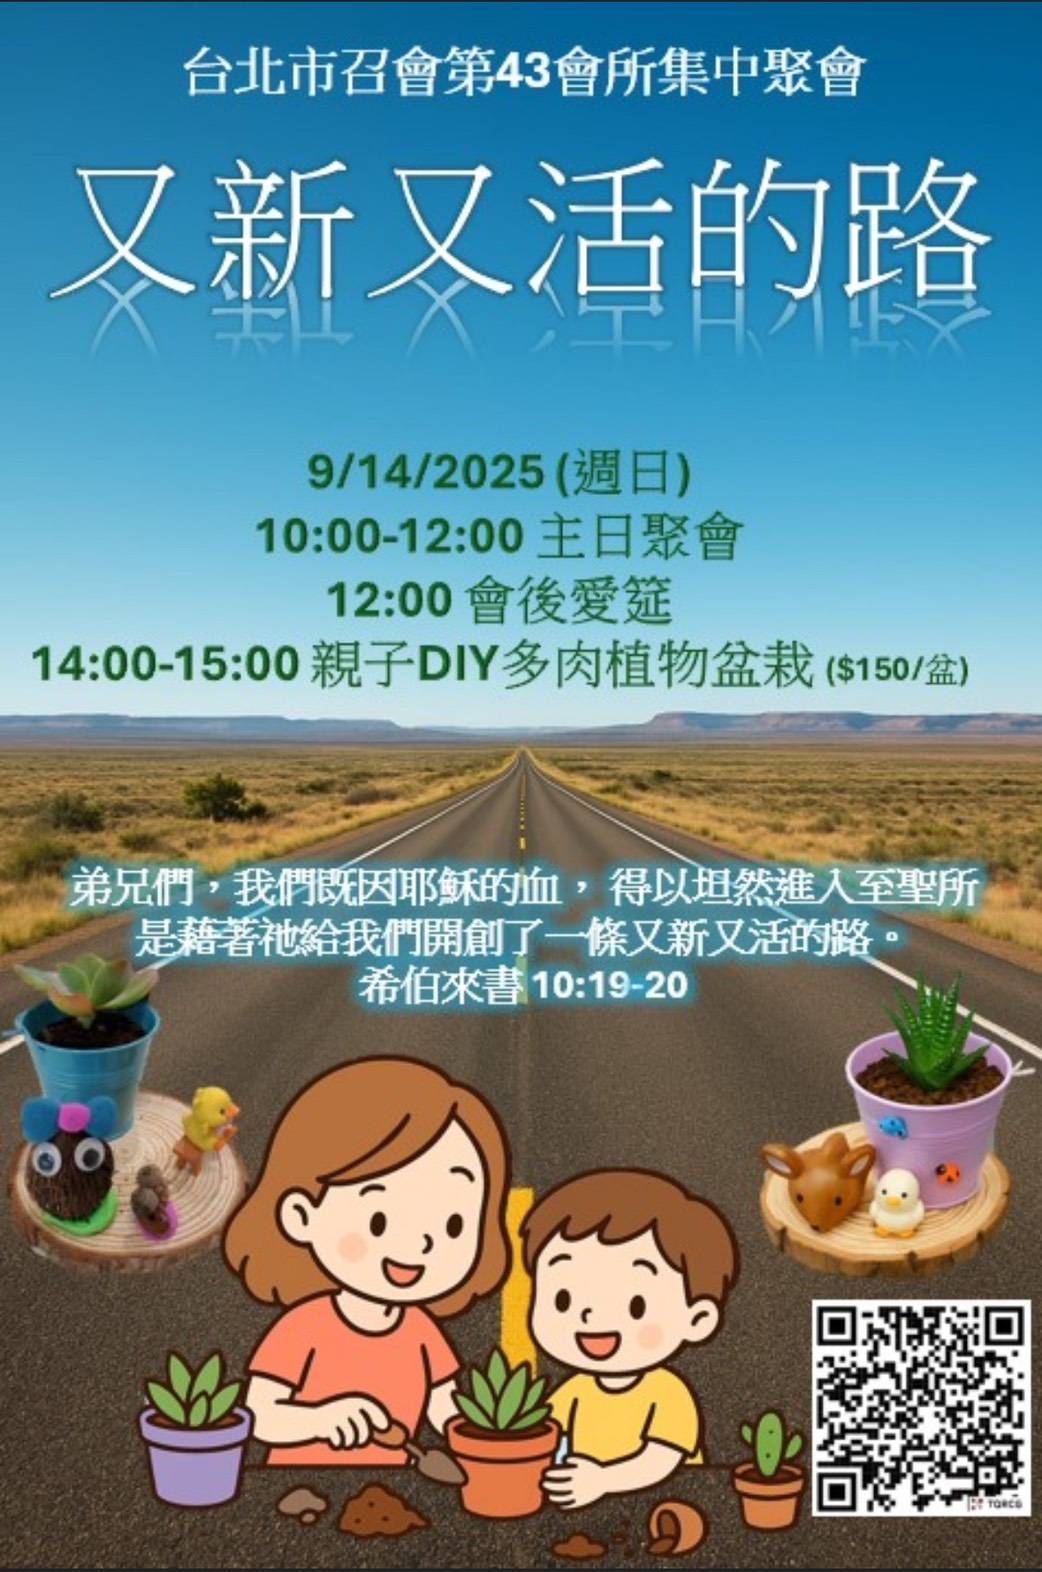 台北市召會第43會所集中聚會
又新又活的路
9/14/2025 (週日)
10:00-12:00 主日聚會
12:00 會後愛筵
14:00-15:00 親子DIY多肉植物盆栽 ($150/盆)
弟兄們，我們既因耶穌的血， 得以坦然進入至聖所
是藉著祂給我們開創了一條又新又活的路。
希伯來書 10:19-20
TQRCG